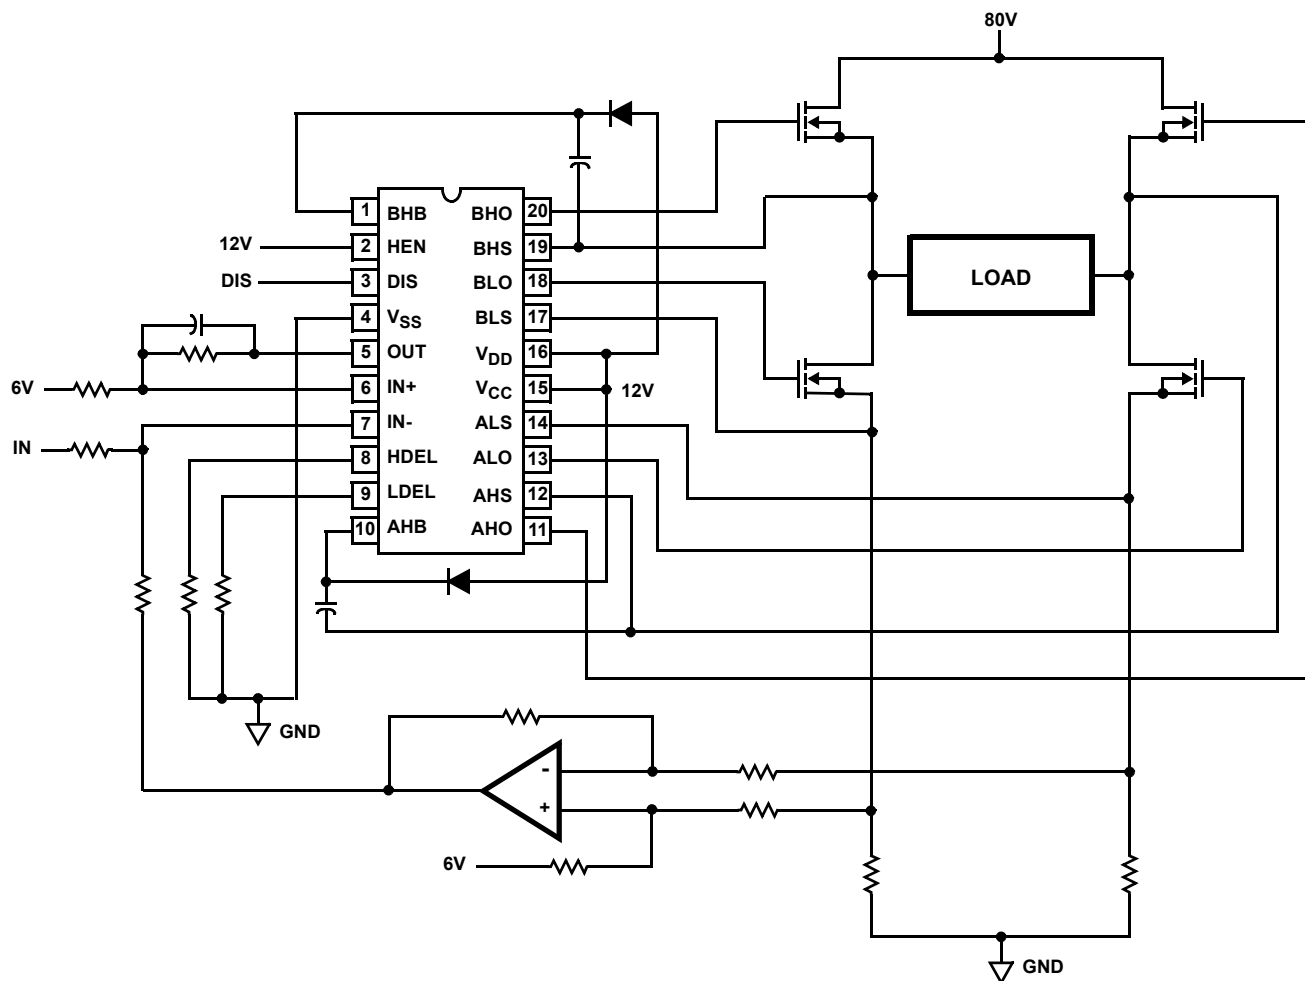 80V
1 BHB BHO 20
12V 2 HEN BHS 19
DIS 3 DIS BLO 18
4 VSS BLS 17
5 OUT VDD 16
6V 6 IN+ VCC 15 12V
IN 7 IN- ALS 14
8 HDEL ALO 13
9 LDEL AHS 12
10 AHB AHO 11
LOAD
GND
-
+
6V
GND